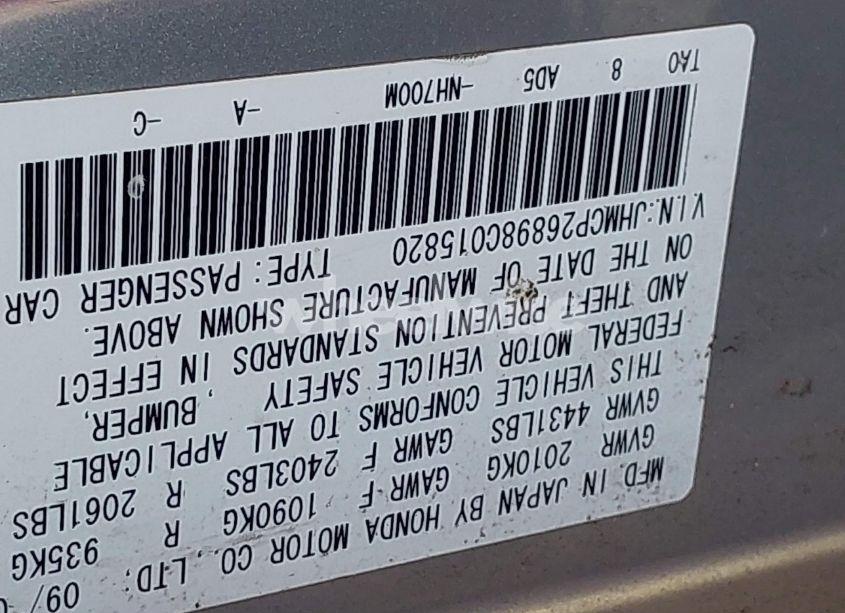 MFD. IN JAPAN BY HONDA MOTOR CO., LTD. 09/
GVWR 2010KG GAWR F 1090KG R 935KG
GVWR 4431LBS GAWR F 2403LBS R 2061LBS
THIS VEHICLE CONFORMS TO ALL APPLICABLE
FEDERAL MOTOR VEHICLE SAFETY , BUMPER,
AND THEFT PREVENTION STANDARDS IN EFFECT
ON THE DATE OF MANUFACTURE SHOWN ABOVE.
V.I.N.:JHMCP26898C015820 TYPE: PASSENGER CAR
TA0 8 AD5 -NH700M -A -C